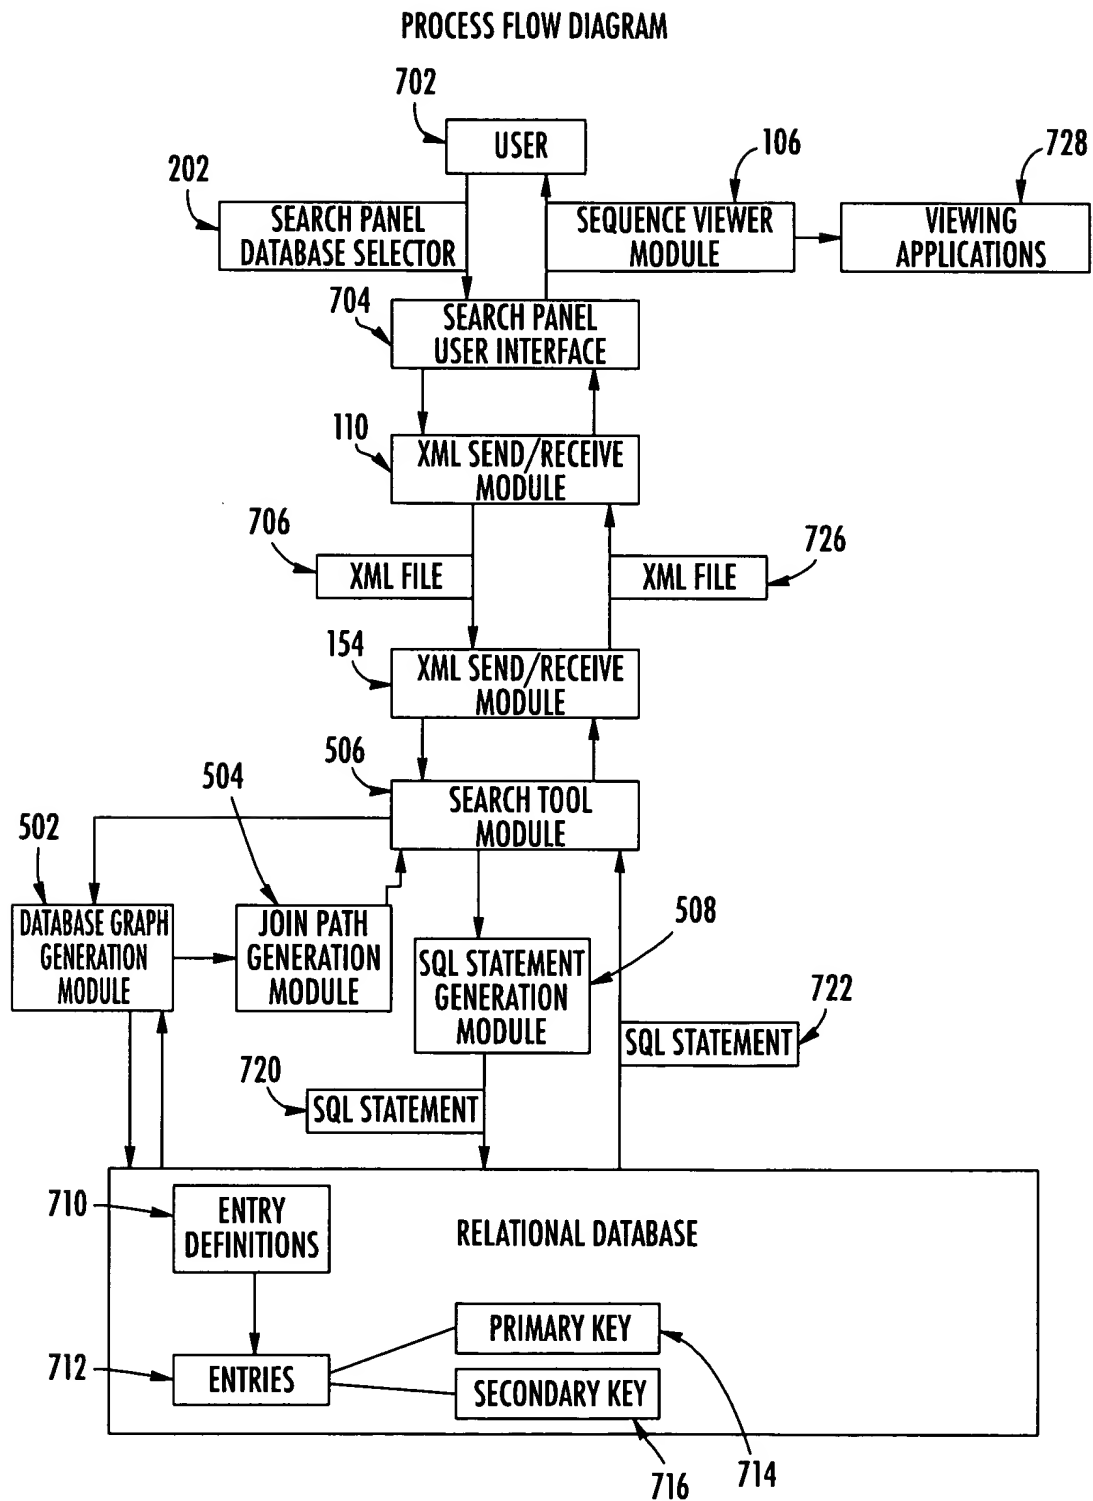 PROCESS FLOW DIAGRAM
702
USER
202
106
728
SEARCH PANEL
DATABASE SELECTOR
SEQUENCE VIEWER
MODULE
VIEWING
APPLICATIONS
704
SEARCH PANEL
USER INTERFACE
110
XML SEND/RECEIVE
MODULE
706
XML FILE
726
XML FILE
154
XML SEND/RECEIVE
MODULE
506
SEARCH TOOL
MODULE
504
502
DATABASE GRAPH
GENERATION
MODULE
JOIN PATH
GENERATION
MODULE
508
SQL STATEMENT
GENERATION
MODULE
722
SQL STATEMENT
720
SQL STATEMENT
710
ENTRY
DEFINITIONS
RELATIONAL DATABASE
PRIMARY KEY
712
ENTRIES
SECONDARY KEY
714
716